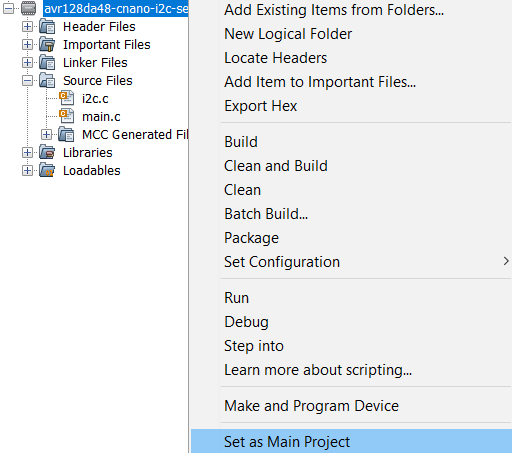 avr128da48-cnano-i2c-se
Header Files
Important Files
Linker Files
Source Files
i2c.c
main.c
MCC Generated Fil
Libraries
Loadables
Add Existing Items from Folders...
New Logical Folder
Locate Headers
Add Item to Important Files...
Export Hex
Build
Clean and Build
Clean
Batch Build...
Package
Set Configuration
Run
Debug
Step into
Learn more about scripting...
Make and Program Device
Set as Main Project